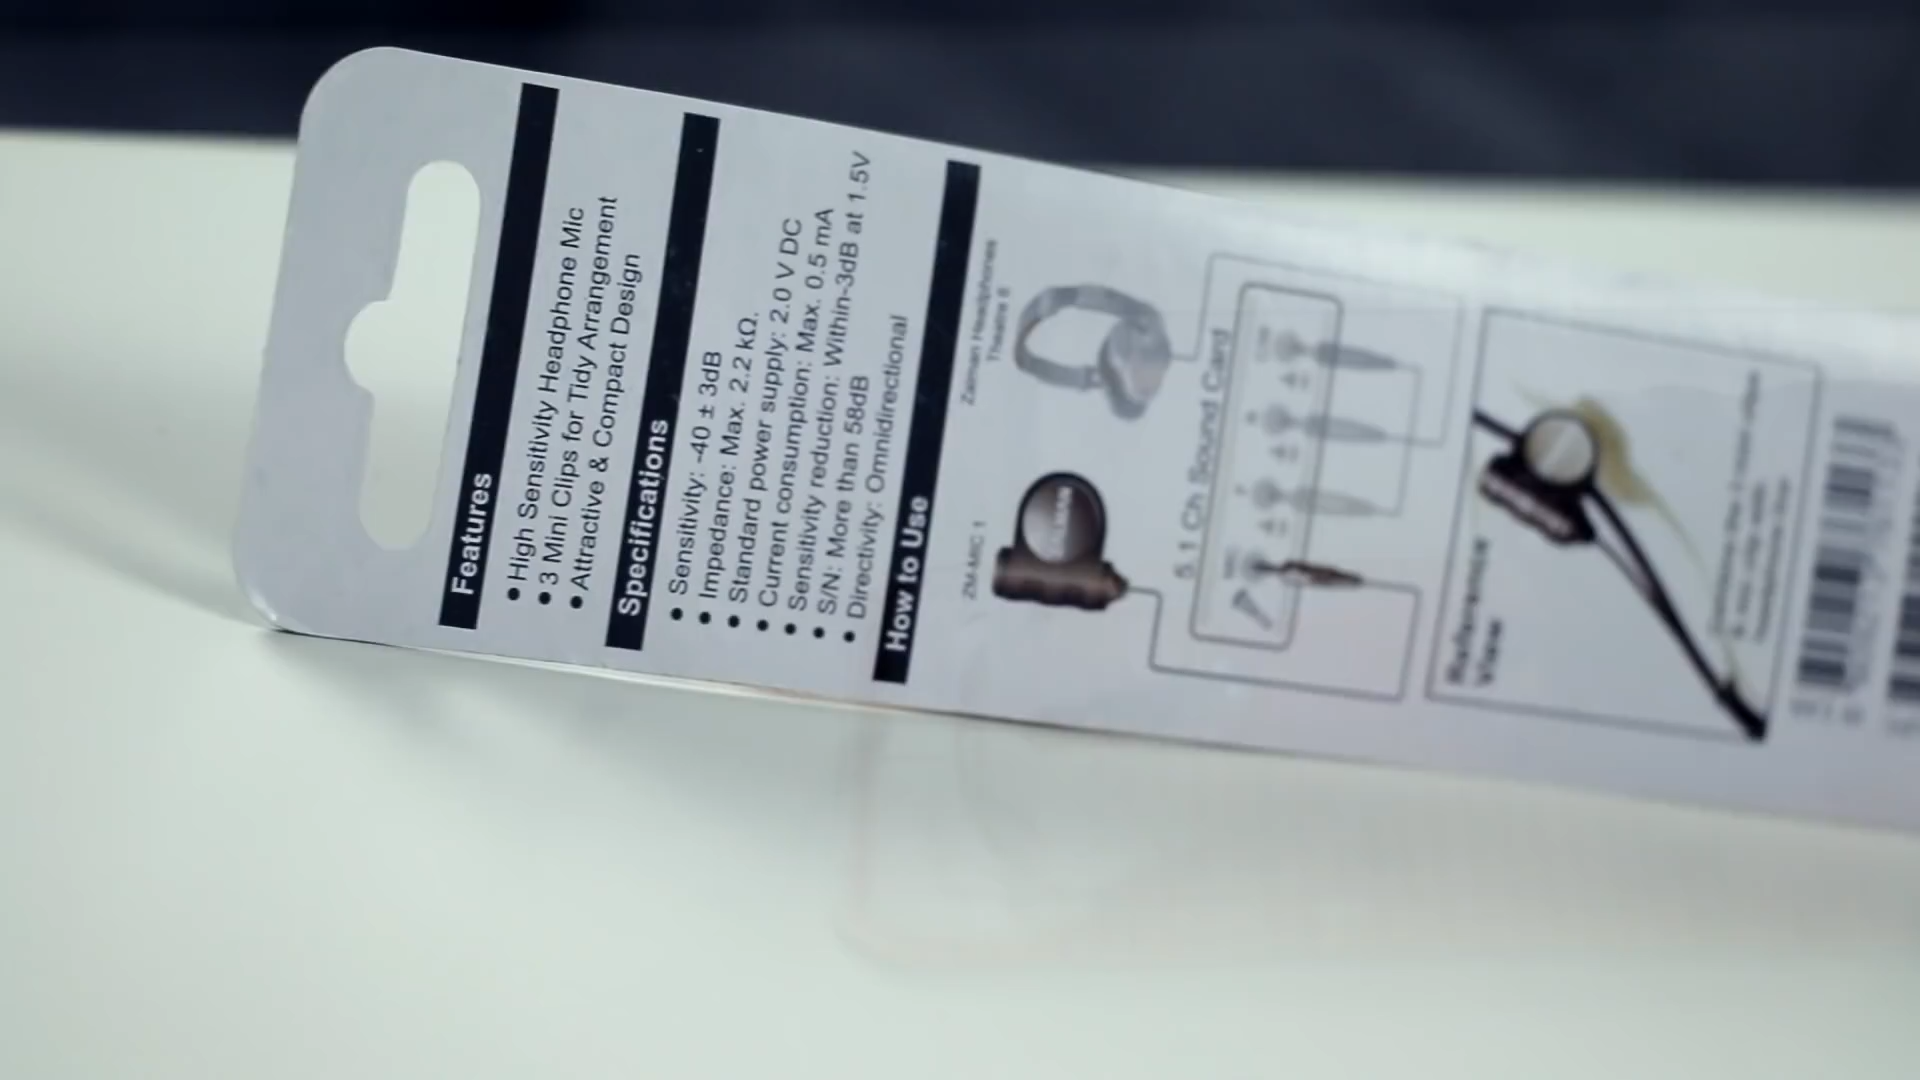 Features
• High Sensitivity Headphone Mic
• 3 Mini Clips for Tidy Arrangement
• Attractive & Compact Design
Specifications
• Sensitivity: -40 ± 3dB
• Impedance: Max. 2.2 kΩ.
• Standard power supply: 2.0 V DC
• Current consumption: Max. 0.5 mA
• Sensitivity reduction: Within-3dB at 1.5V
• S/N: More than 58dB
• Directivity: Omnidirectional
How to Use
ZM-MIC 1
Zalman Headphones
Theatre 6
5.1 Ch Sound Card
Reference
View